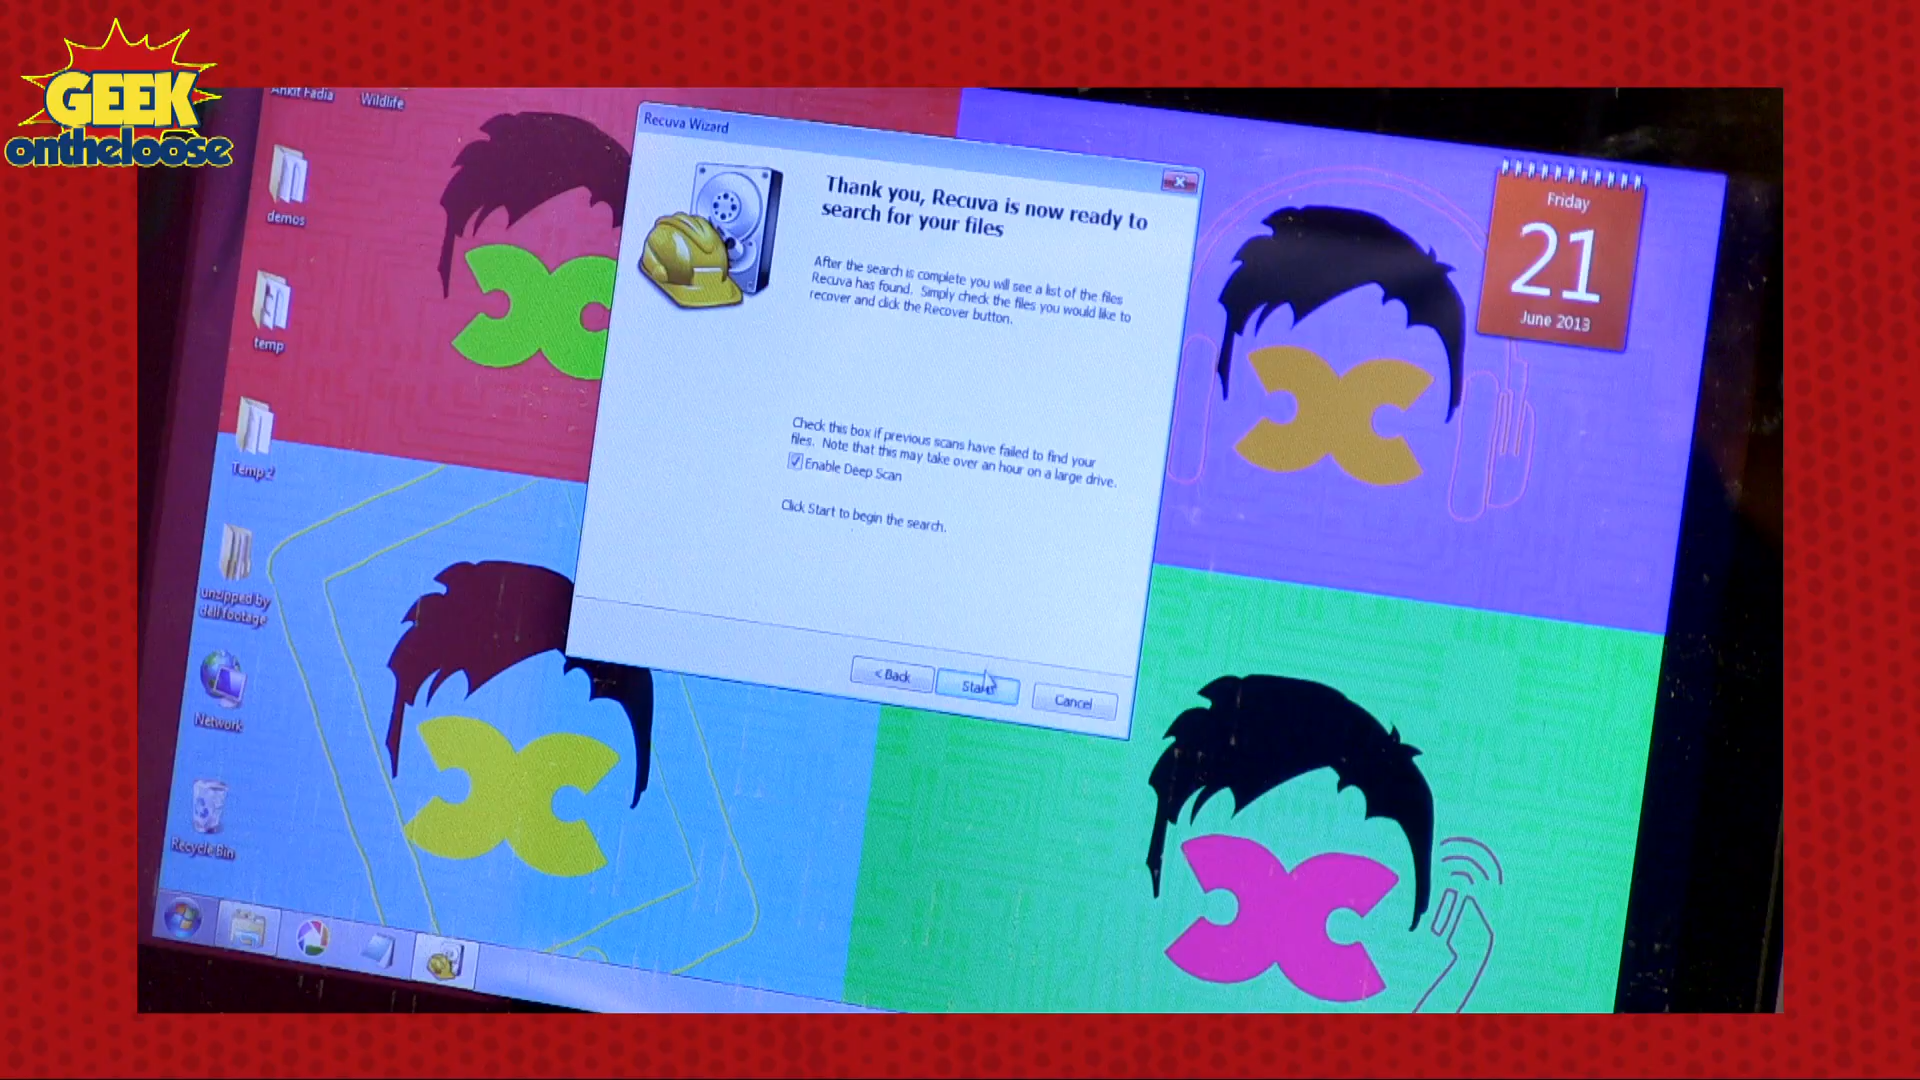 GEEK
ontheloose
Ankit Fadia
Wildlife
demos
temp
Temp 2
unzipped by
dell footage
Network
Recycle Bin
Recuva Wizard
Thank you, Recuva is now ready to
search for your files
After the search is complete you will see a list of the files
Recuva has found. Simply check the files you would like to
recover and click the Recover button.
Check this box if previous scans have failed to find your
files. Note that this may take over an hour on a large drive.
Enable Deep Scan
Click Start to begin the search.
< Back
Start
Cancel
Friday
21
June 2013